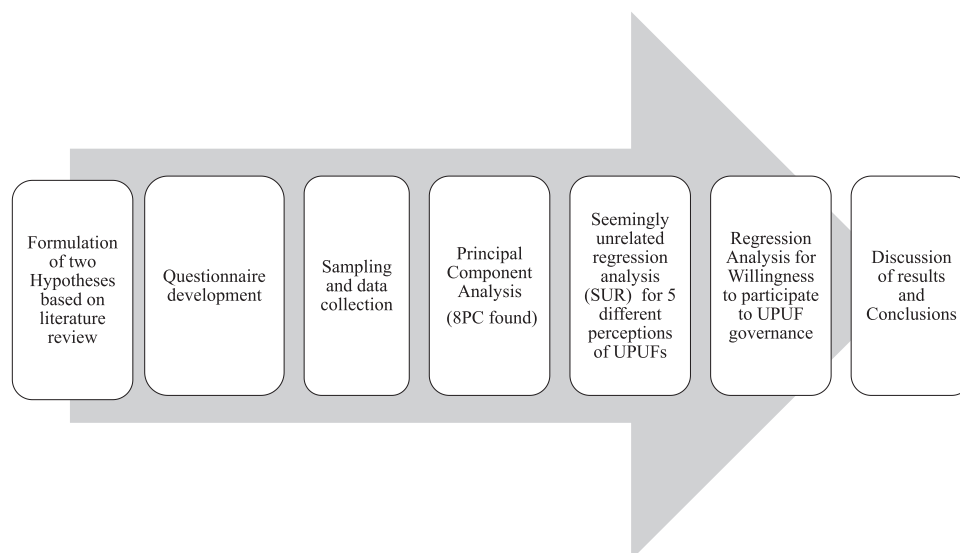 Formulation
of two
Hypotheses
based on
literature
review
Questionnaire
development
Sampling
and data
collection
Principal
Component
Analysis
(8PC found)
Seemingly
unrelated
regression
analysis
(SUR) for 5
different
perceptions
of UPUFs
Regression
Analysis for
Willingness
to participate
to UPUF
governance
Discussion
of results
and
Conclusions